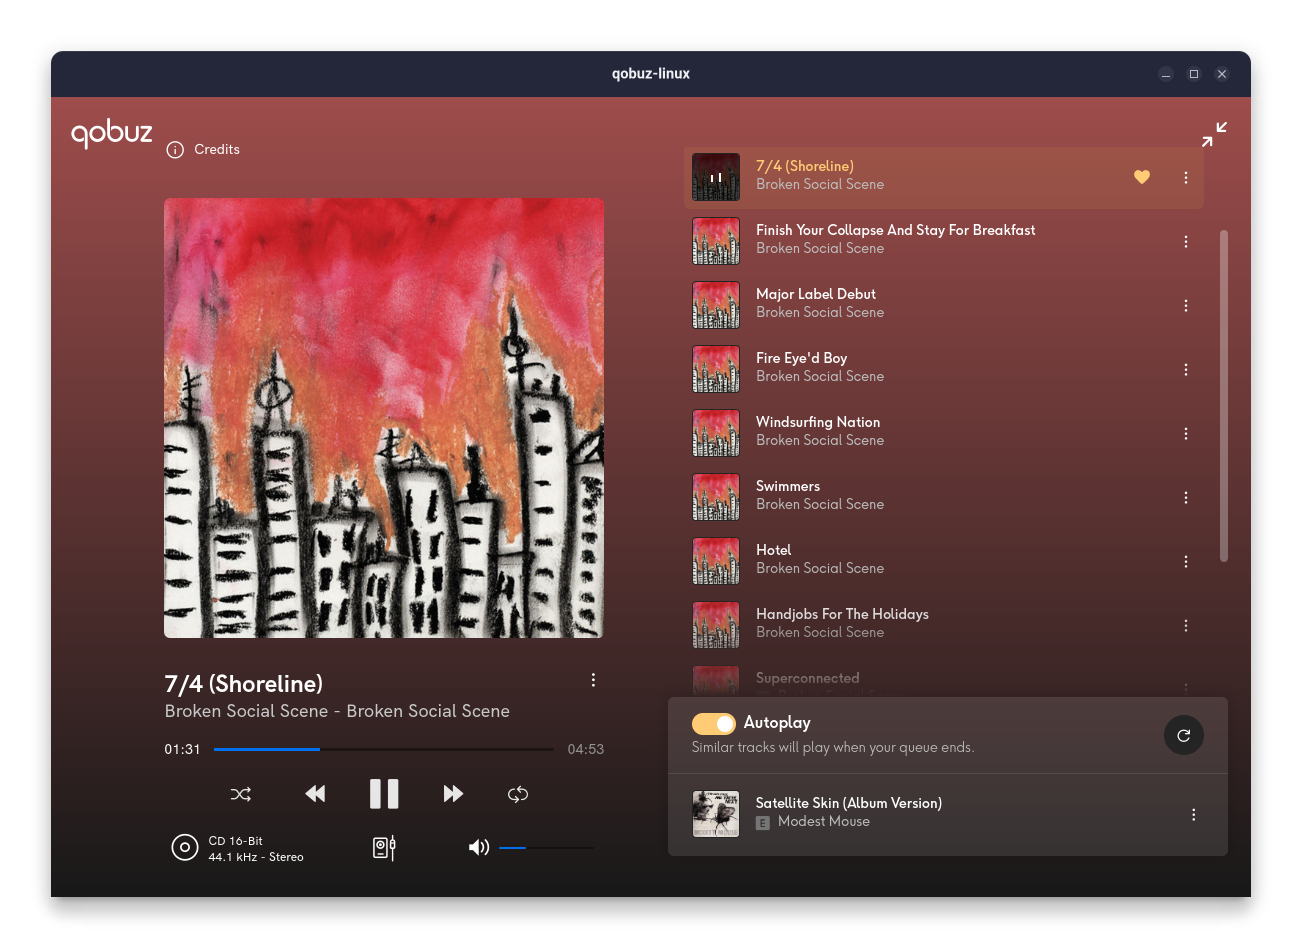 qobuz-linux
qobuz
Credits
7/4 (Shoreline)
Broken Social Scene - Broken Social Scene
01:31
04:53
CD 16-Bit
44.1 kHz - Stereo
7/4 (Shoreline)
Broken Social Scene
Finish Your Collapse And Stay For Breakfast
Broken Social Scene
Major Label Debut
Broken Social Scene
Fire Eye'd Boy
Broken Social Scene
Windsurfing Nation
Broken Social Scene
Swimmers
Broken Social Scene
Hotel
Broken Social Scene
Handjobs For The Holidays
Broken Social Scene
Superconnected
Autoplay
Similar tracks will play when your queue ends.
Satellite Skin (Album Version)
E Modest Mouse